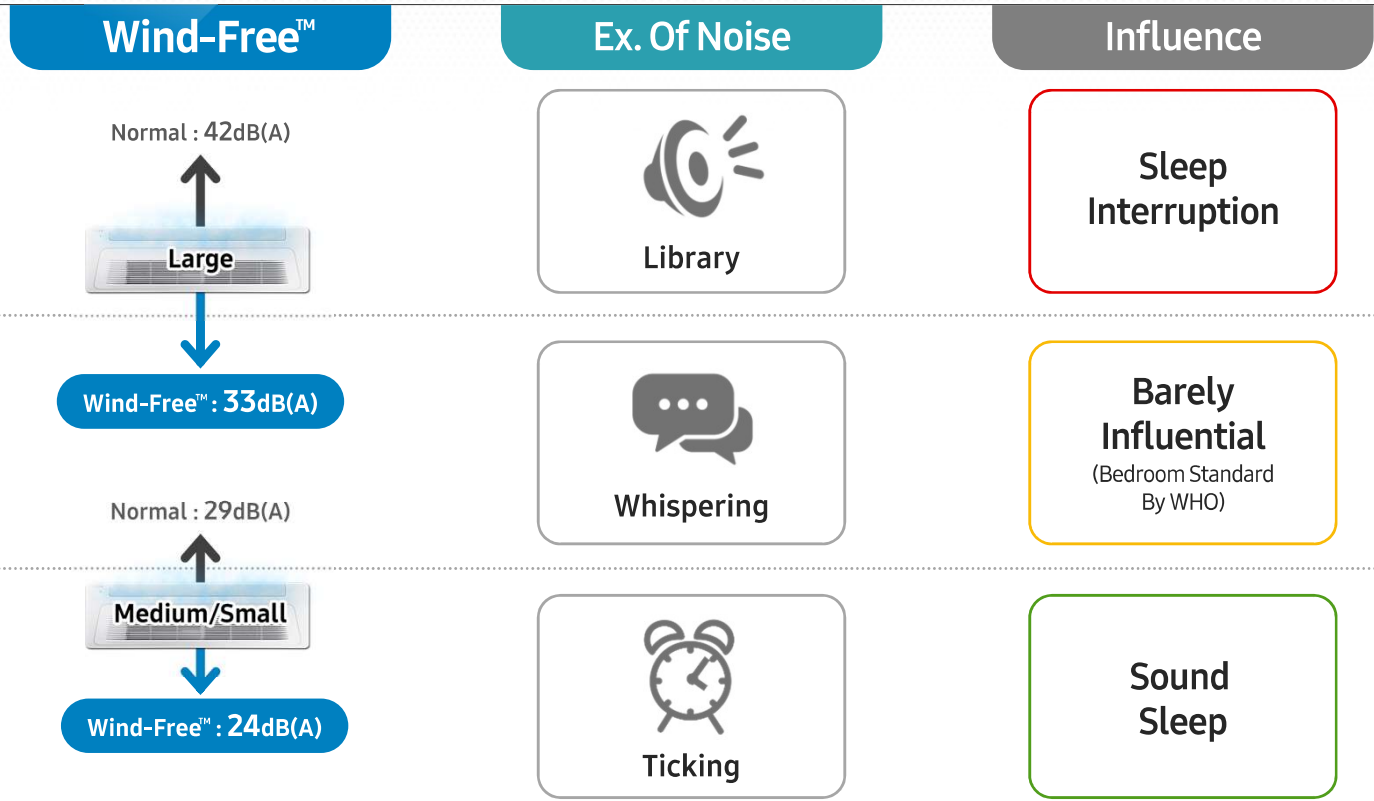 Wind-Free™
Ex. Of Noise
Influence
Normal : 42dB(A)
Large
Wind-Free™ : 33dB(A)
Normal : 29dB(A)
Medium/Small
Wind-Free™ : 24dB(A)
Library
Whispering
Ticking
Sleep
Interruption
Barely
Influential
(Bedroom Standard
By WHO)
Sound
Sleep